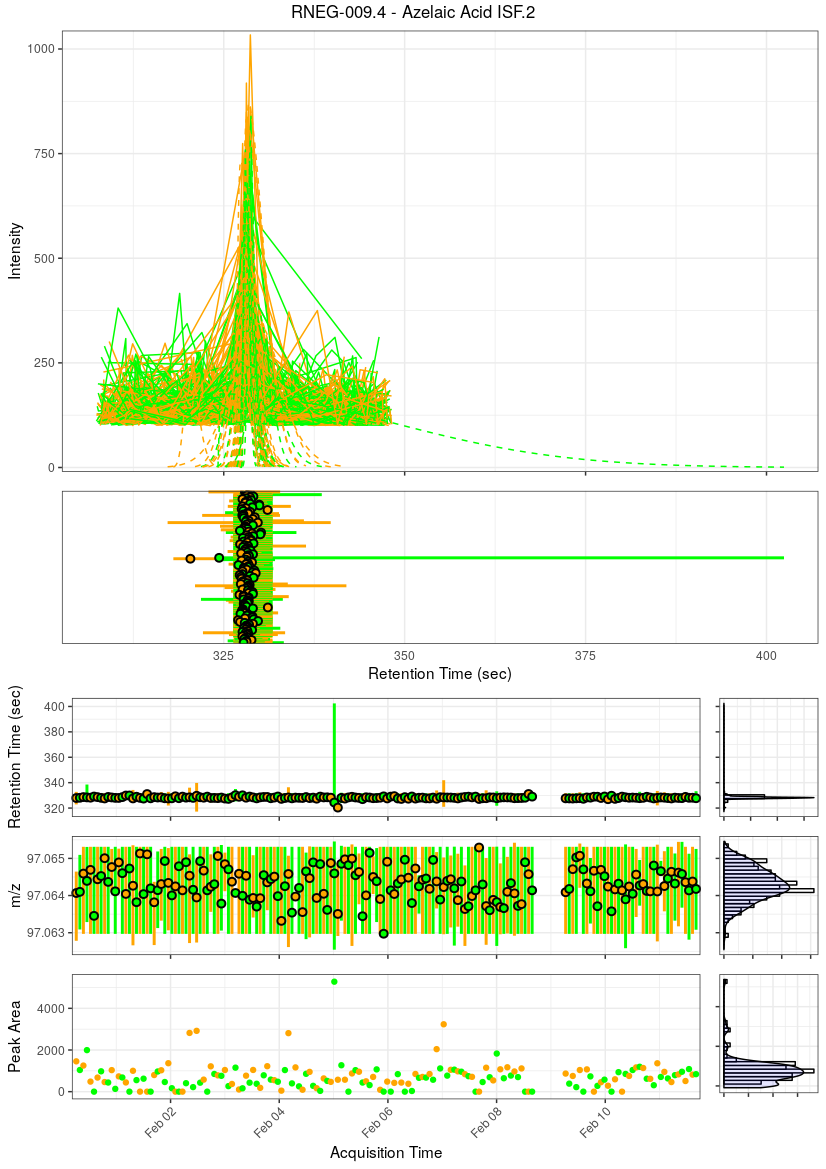 RNEG-009.4 - Azelaic Acid ISF.2
1000
750
500
250
0
Intensity
325
350
375
400
Retention Time (sec)
400
380
360
340
320
Retention Time (sec)
97.065
97.064
97.063
m/z
4000
2000
0
Peak Area
Feb 02
Feb 04
Feb 06
Feb 08
Feb 10
Acquisition Time